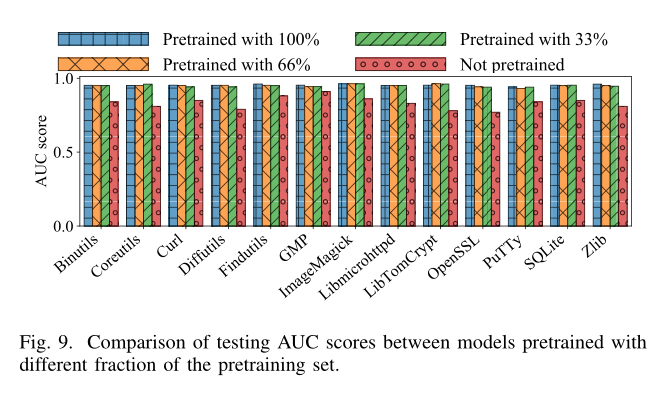 Pretrained with 100%
Pretrained with 33%
Pretrained with 66%
Not pretrained
1.0
0.5
0.0
AUC score
Binutils
Coreutils
Curl
Diffutils
Findutils
GMP
ImageMagick
Libmicrohttpd
LibTomCrypt
OpenSSL
PuTTy
SQLite
Zlib
Fig. 9. Comparison of testing AUC scores between models pretrained with
different fraction of the pretraining set.